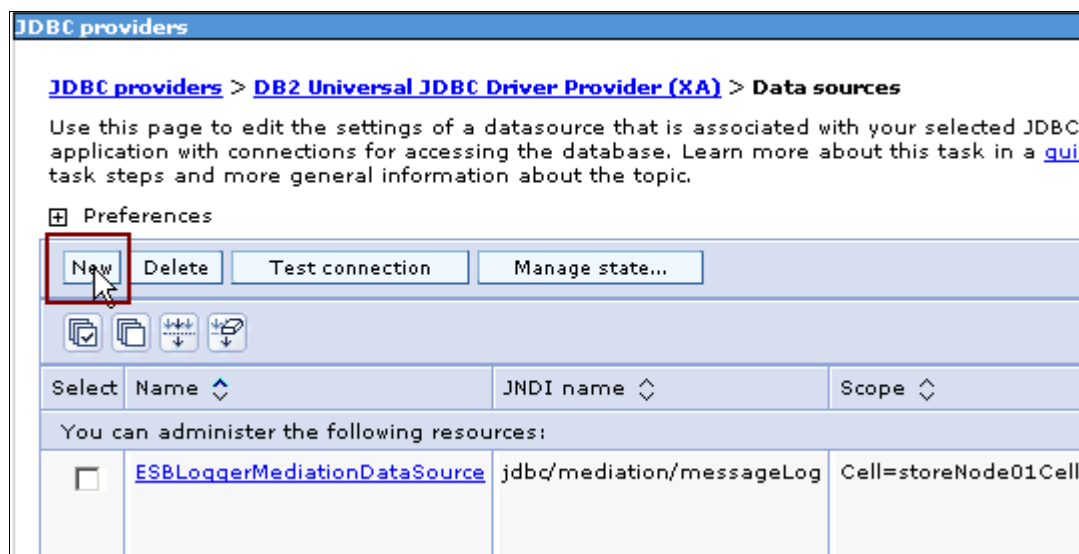 JDBC providers
JDBC providers > DB2 Universal JDBC Driver Provider (XA) > Data sources
Use this page to edit the settings of a datasource that is associated with your selected JDBC
application with connections for accessing the database. Learn more about this task in a gui
task steps and more general information about the topic.
Preferences
New Delete Test connection Manage state...
Select Name JNDI name Scope
You can administer the following resources:
ESBLoggerMediationDataSource jdbc/mediation/messageLog Cell=storeNode01Cell